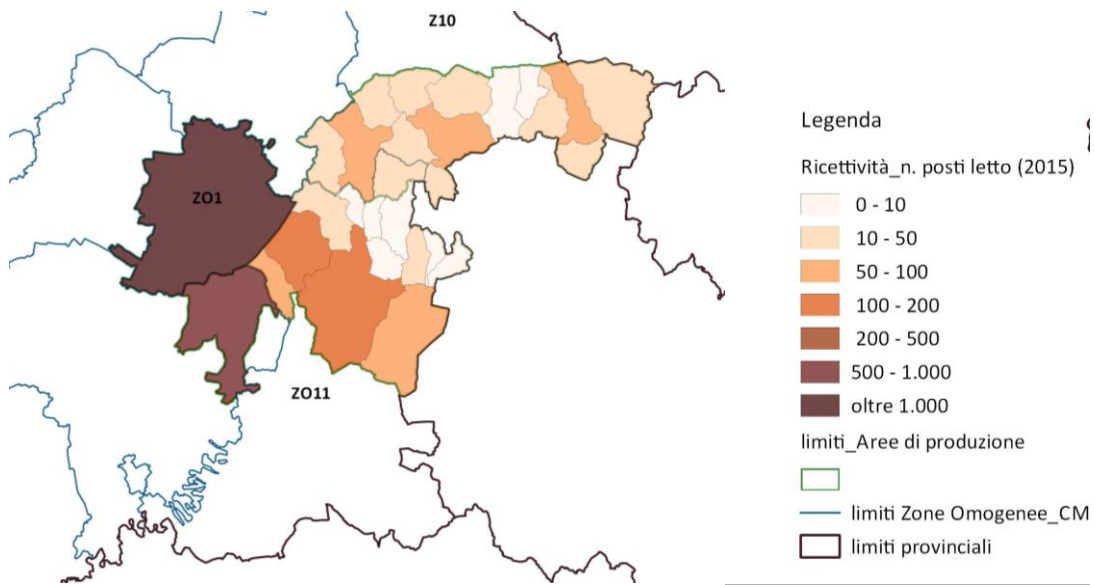 Z10
ZO1
ZO11
Legenda
Ricettività_n. posti letto (2015)
0 - 10
10 - 50
50 - 100
100 - 200
200 - 500
500 - 1.000
oltre 1.000
limiti_Aree di produzione
limiti Zone Omogenee_CM
limiti provinciali